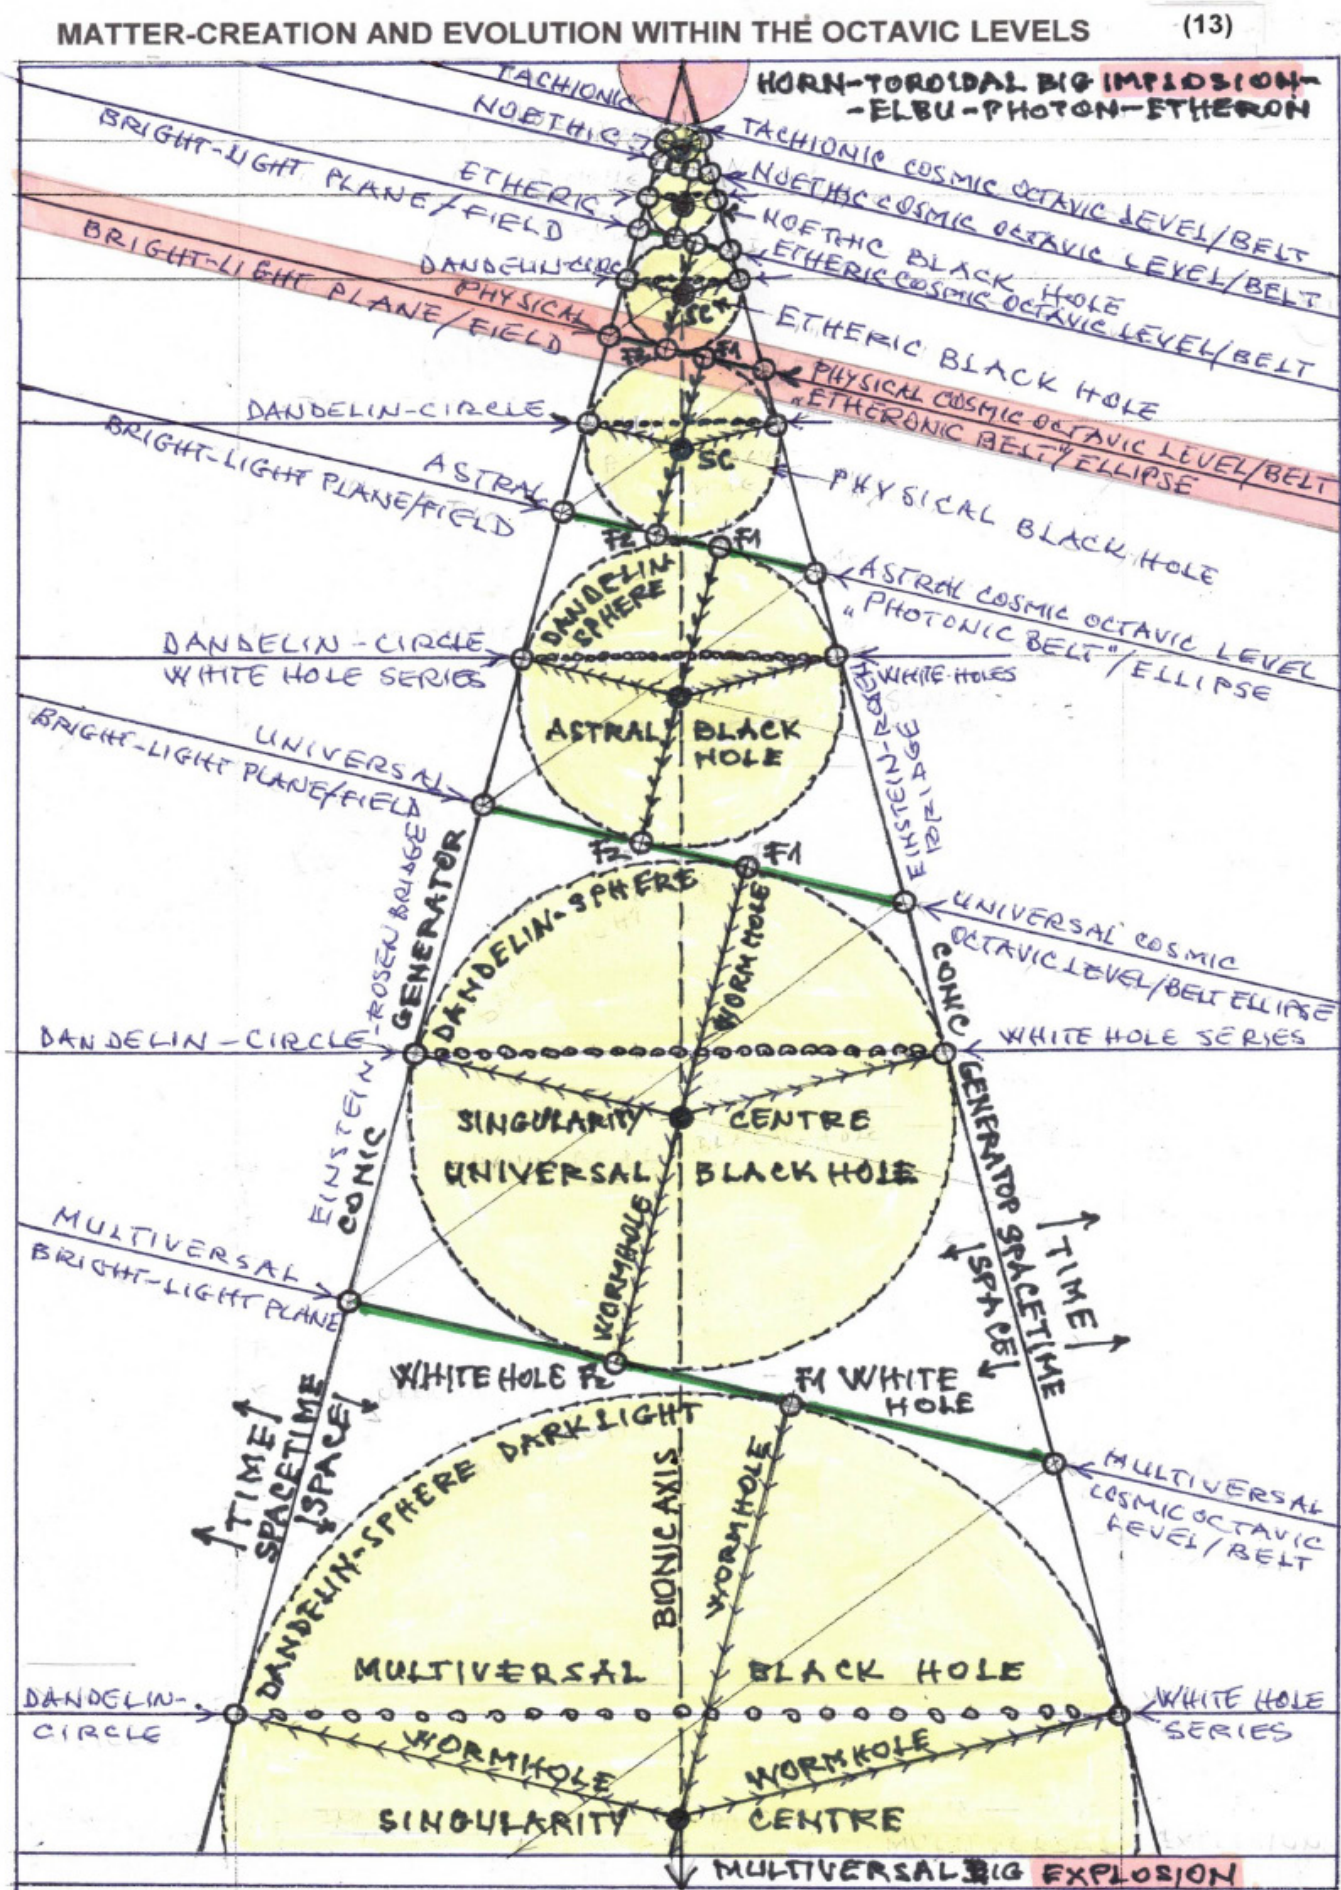 MATTER-CREATION AND EVOLUTION WITHIN THE OCTAVIC LEVELS (13)
HORN-TOROIDAL BIG IMPLOSION-
-ELBU-PHOTON-ETHERON
TACHIONIC
NOETHIC
BRIGHT-LIGHT PLANE/FIELD
ETHERIC
TACHIONIC COSMIC OCTAVIC LEVEL/BELT
NOETHIC COSMIC OCTAVIC LEVEL/BELT
NOETHIC BLACK HOLE
ETHERIC COSMIC OCTAVIC LEVEL/BELT
DANDELIN-CIRC
SC
ETHERIC BLACK HOLE
PHYSICAL
BRIGHT-LIGHT PLANE/FIELD
F2 F1
PHYSICAL COSMIC OCTAVIC LEVEL/BELT
"ETHERONIC BELT"/ELLIPSE
DANDELIN-CIRCLE
SC
PHYSICAL BLACK HOLE
ASTRAL
BRIGHT-LIGHT PLANE/FIELD
F2 F1
ASTRAL COSMIC OCTAVIC LEVEL
"PHOTONIC BELT"/ELLIPSE
DANDELIN
SPHERE
DANDELIN-CIRCLE
WHITE HOLE SERIES
WHITE-HOLES
EINSTEIN-ROSEN
BRIDGE
ASTRAL BLACK
HOLE
UNIVERSAL
BRIGHT-LIGHT PLANE/FIELD
F2 F1
UNIVERSAL COSMIC
OCTAVIC LEVEL/BELT ELLIPSE
DANDELIN-SPHERE
WORMHOLE
EINSTEIN-ROSEN BRIDGE
CONIC GENERATOR
DANDELIN-CIRCLE
WHITE HOLE SERIES
CONIC GENERATOR SPACETIME
SINGULARITY CENTRE
UNIVERSAL BLACK HOLE
WORMHOLE
TIME
SPACE
MULTIVERSAL
BRIGHT-LIGHT PLANE
WHITE HOLE F2
F1 WHITE
HOLE
MULTIVERSAL
COSMIC OCTAVIC
LEVEL/BELT
TIME
SPACETIME
SPACE
DANDELIN-SPHERE DARK LIGHT
BIONIC AXIS
WORMHOLE
MULTIVERSAL BLACK HOLE
DANDELIN-
CIRCLE
WHITE HOLE
SERIES
WORMHOLE WORMHOLE
SINGULARITY CENTRE
MULTIVERSAL BIG EXPLOSION